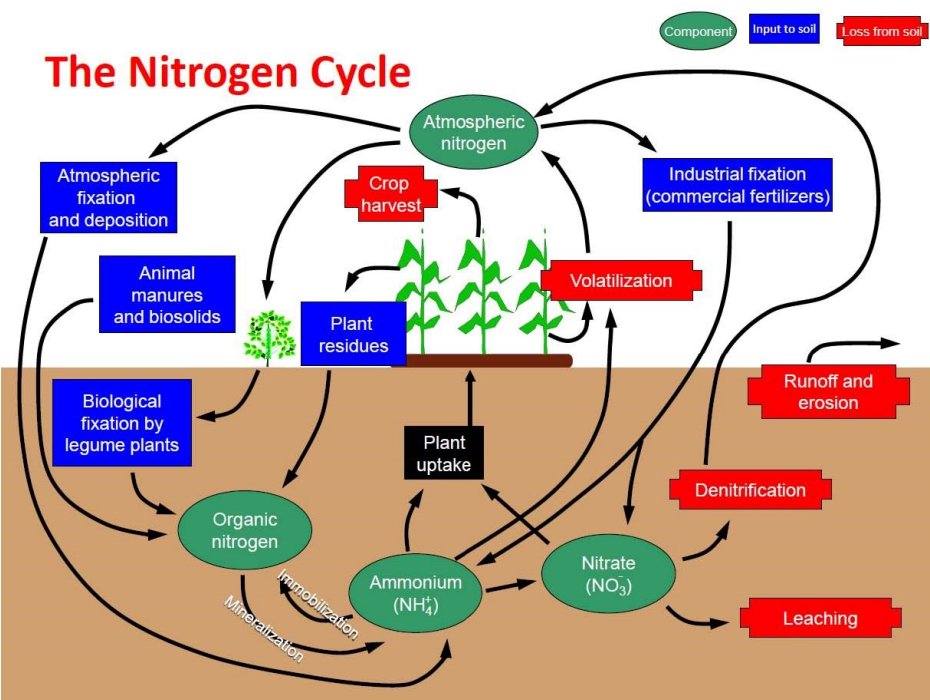 Component
Input to soil
Loss from soil
The Nitrogen Cycle
Atmospheric
nitrogen
Atmospheric
fixation
and deposition
Crop
harvest
Industrial fixation
(commercial fertilizers)
Animal
manures
and biosolids
Plant
residues
Volatilization
Biological
fixation by
legume plants
Plant
uptake
Runoff and
erosion
Denitrification
Organic
nitrogen
Ammonium
(NH₄⁺)
Nitrate
(NO₃⁻)
Immobilization
Mineralization
Leaching